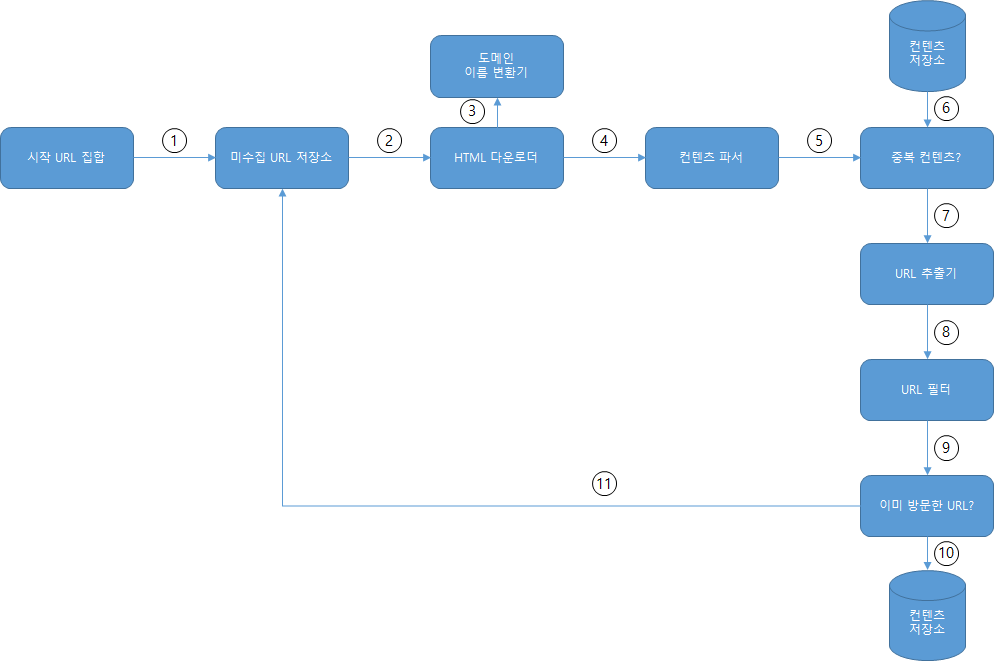 컨텐츠
저장소
도메인
이름 변환기
3
6
1
2
4
5
시작 URL 집합
미수집 URL 저장소
HTML 다운로더
컨텐츠 파서
중복 컨텐츠?
7
URL 추출기
8
URL 필터
9
11
이미 방문한 URL?
10
컨텐츠
저장소